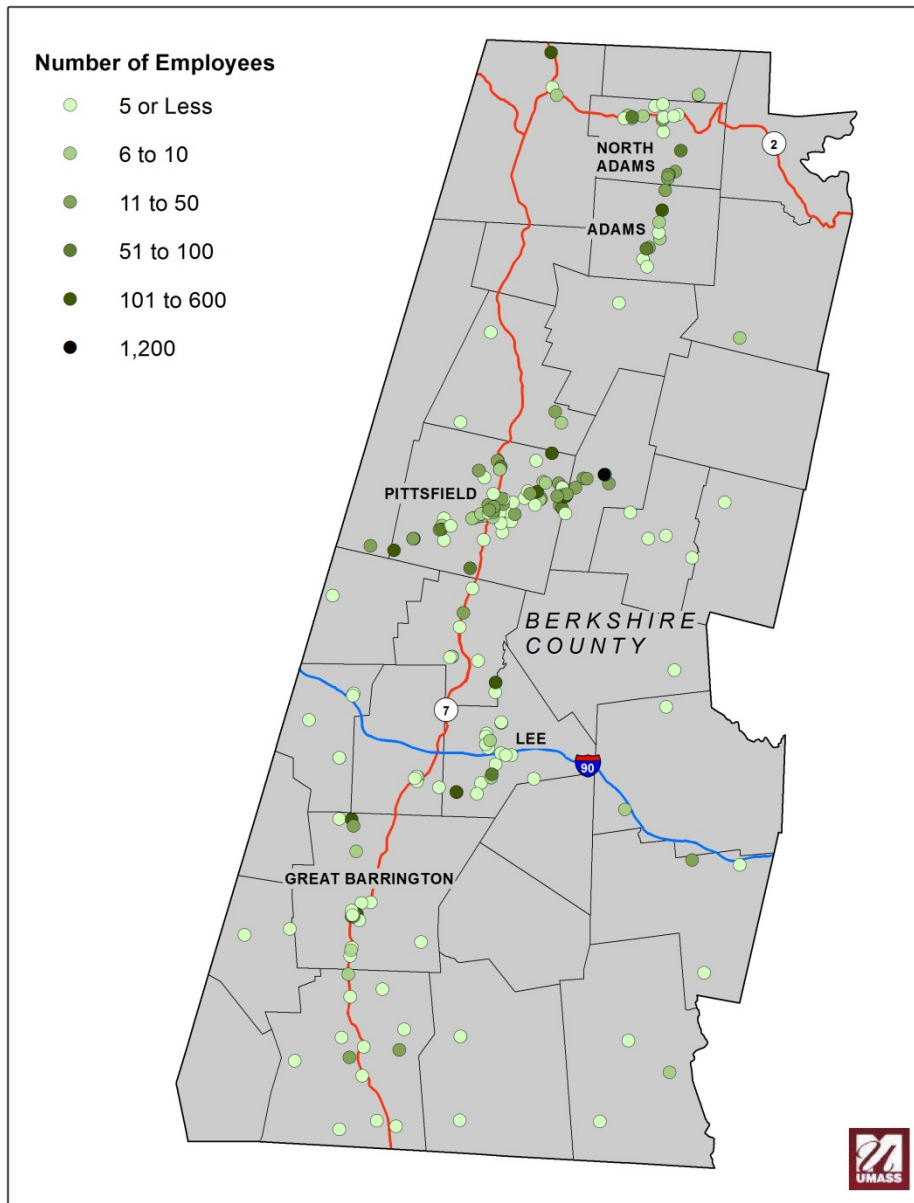 Number of Employees
5 or Less
6 to 10
11 to 50
51 to 100
101 to 600
1,200
2
NORTH
ADAMS
ADAMS
PITTSFIELD
BERKSHIRE
COUNTY
7
LEE
90
GREAT BARRINGTON
UMASS